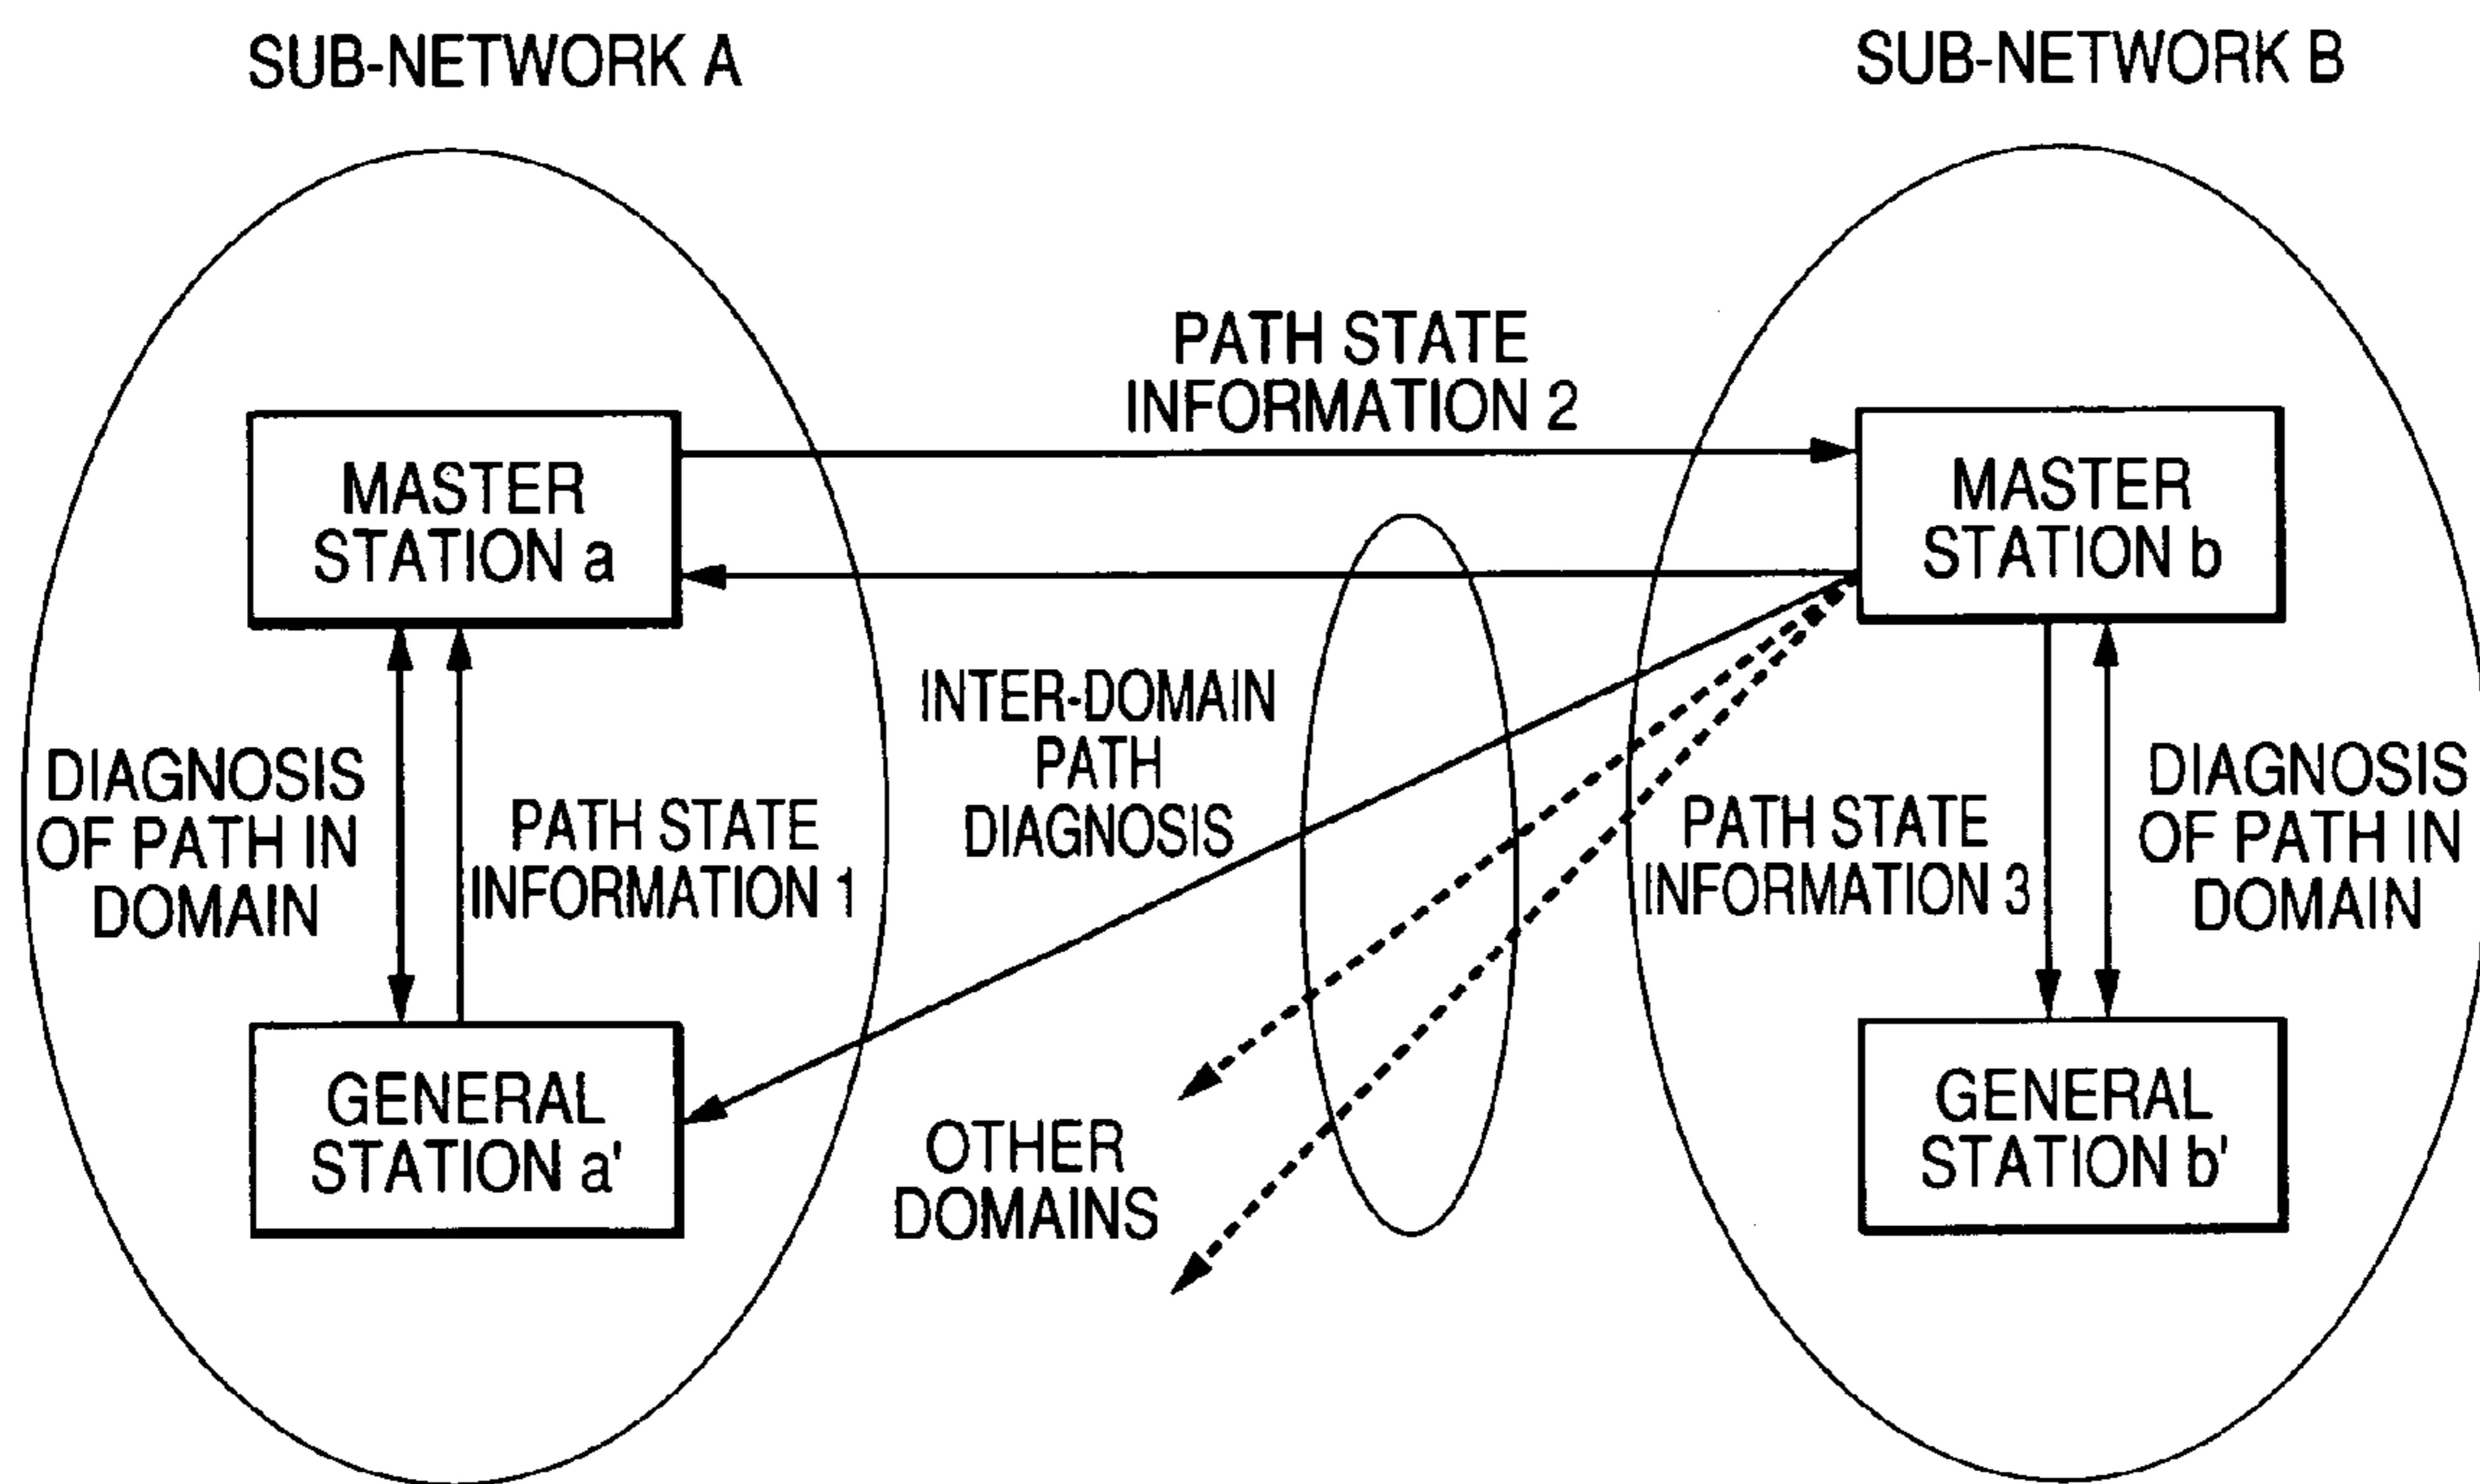 SUB-NETWORK A
SUB-NETWORK B
PATH STATE
INFORMATION 2
MASTER
STATION a
MASTER
STATION b
INTER-DOMAIN
PATH
DIAGNOSIS
DIAGNOSIS
OF PATH IN
DOMAIN
PATH STATE
INFORMATION 1
PATH STATE
INFORMATION 3
DIAGNOSIS
OF PATH IN
DOMAIN
GENERAL
STATION a'
OTHER
DOMAINS
GENERAL
STATION b'